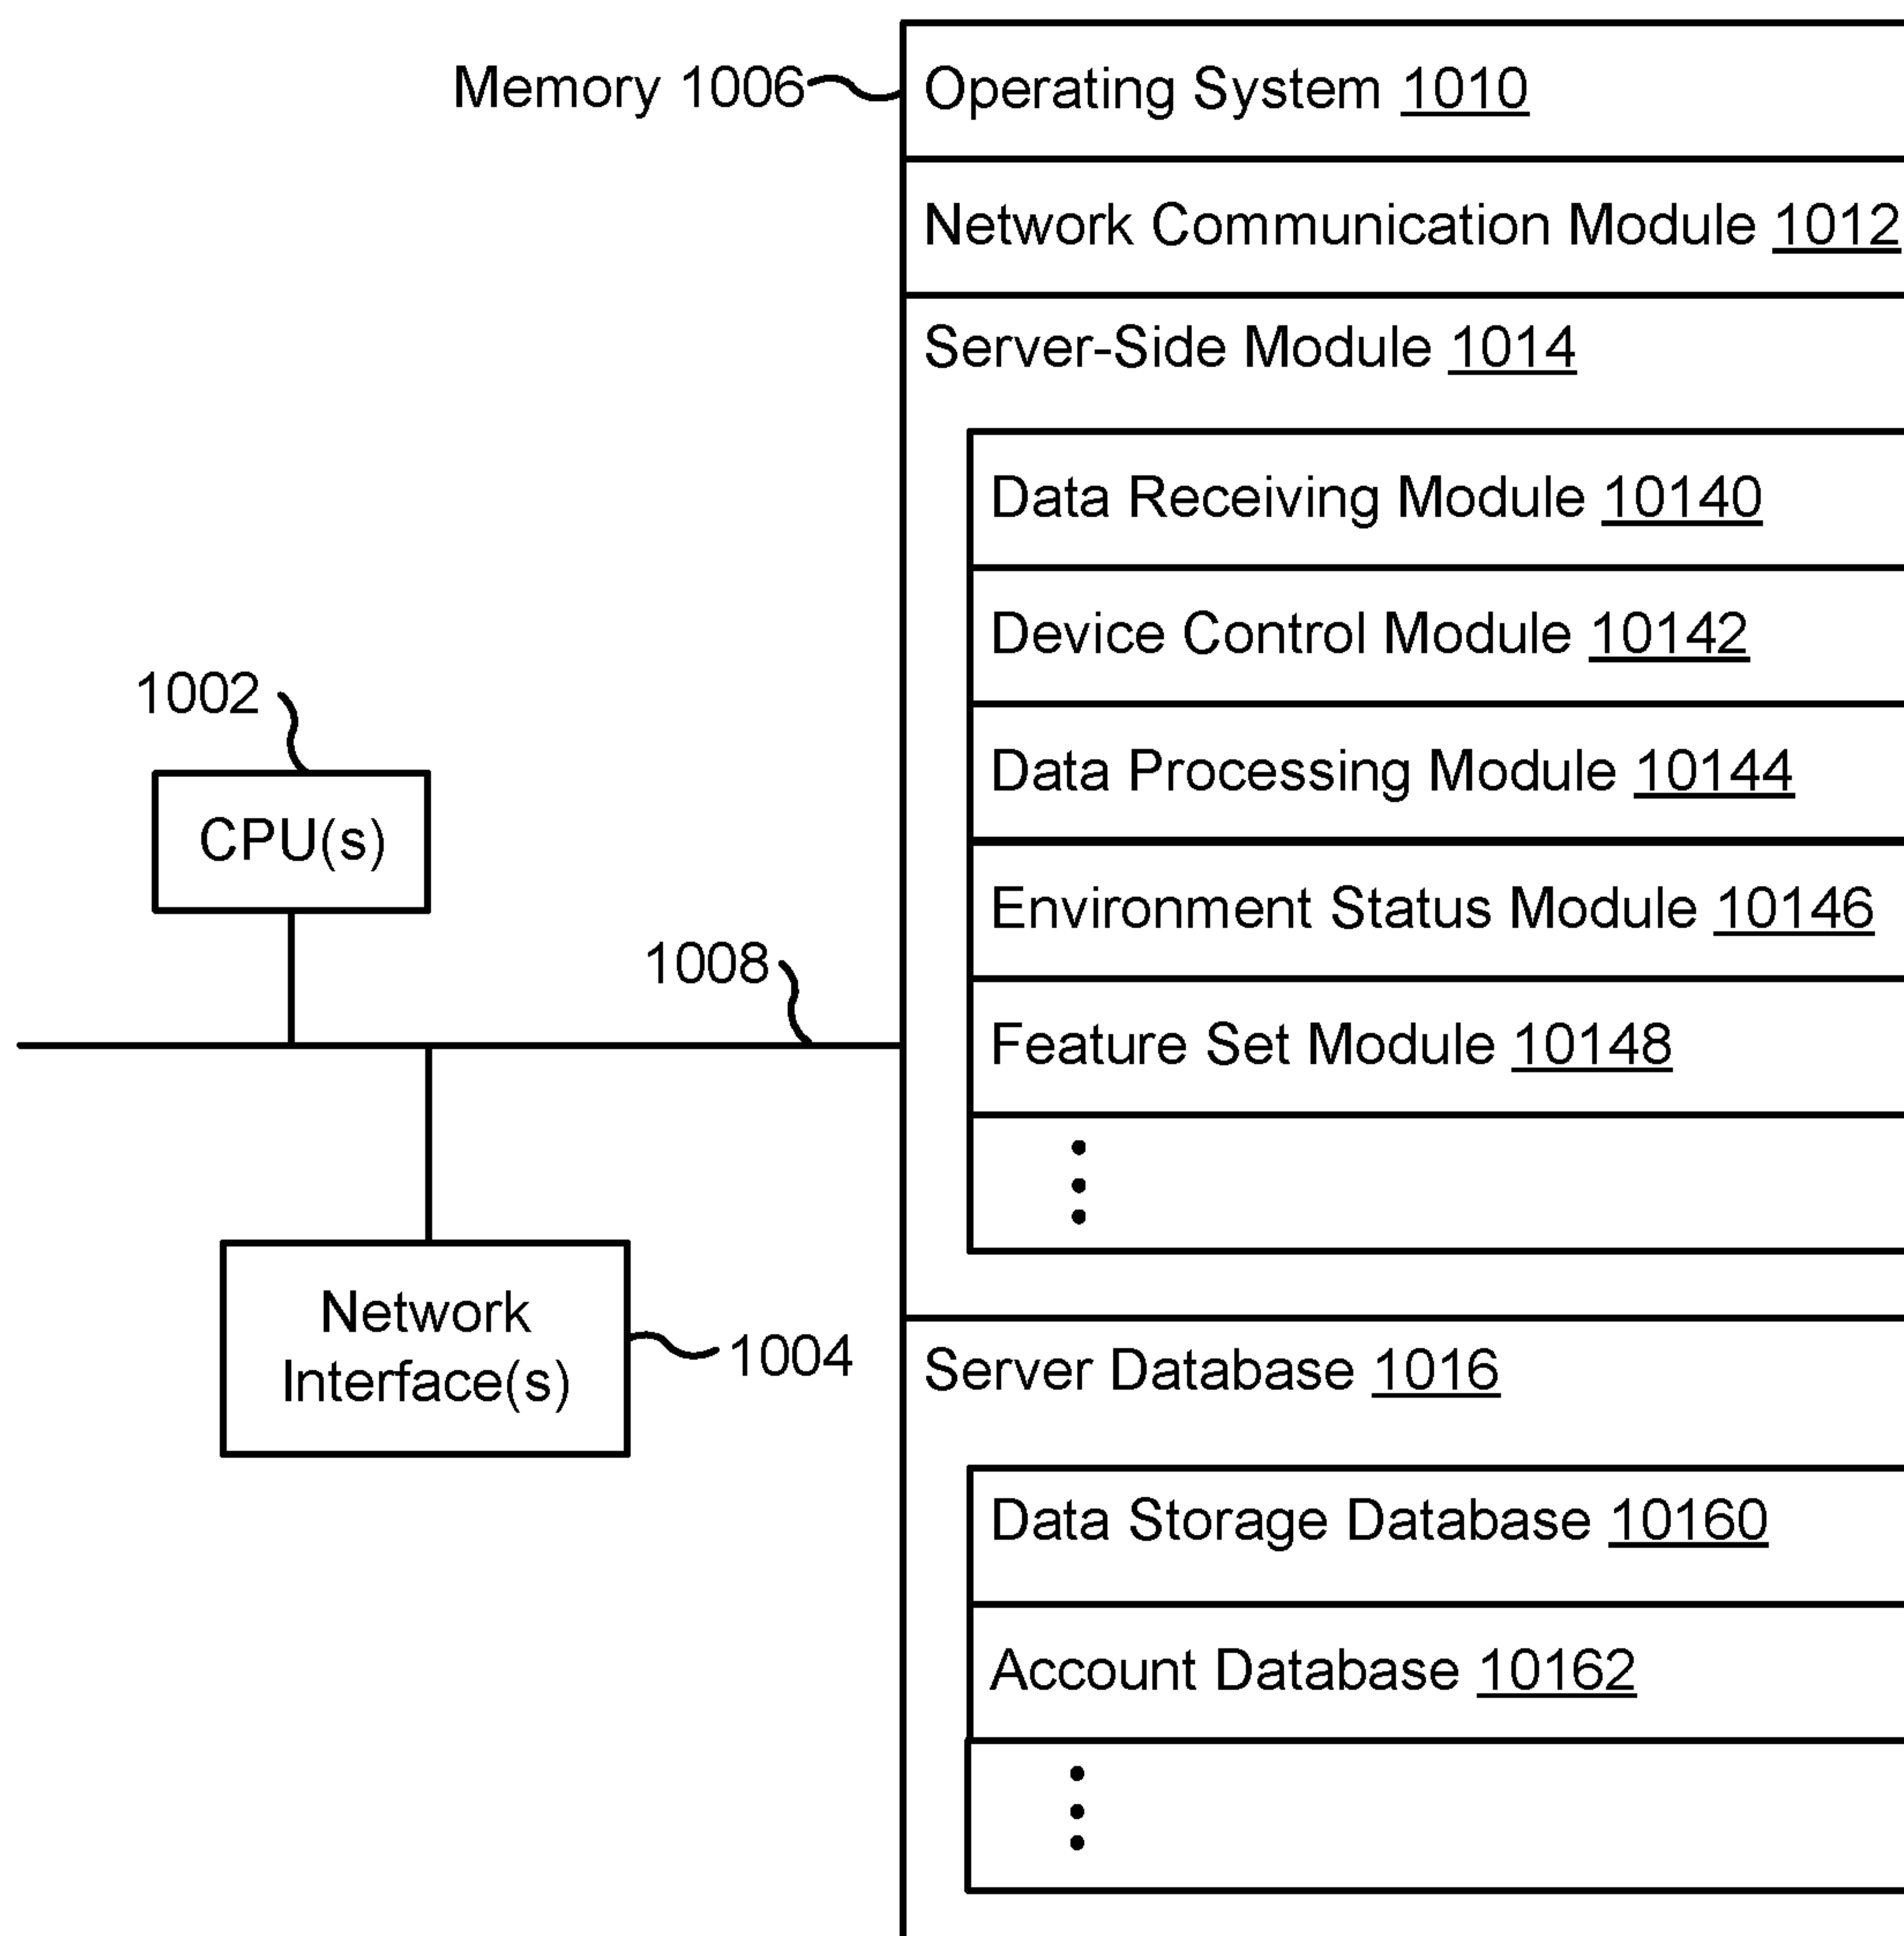 Memory 1006
Operating System 1010
Network Communication Module 1012
Server-Side Module 1014
Data Receiving Module 10140
Device Control Module 10142
Data Processing Module 10144
Environment Status Module 10146
Feature Set Module 10148
1002
CPU(s)
1008
Network
Interface(s)
1004
Server Database 1016
Data Storage Database 10160
Account Database 10162